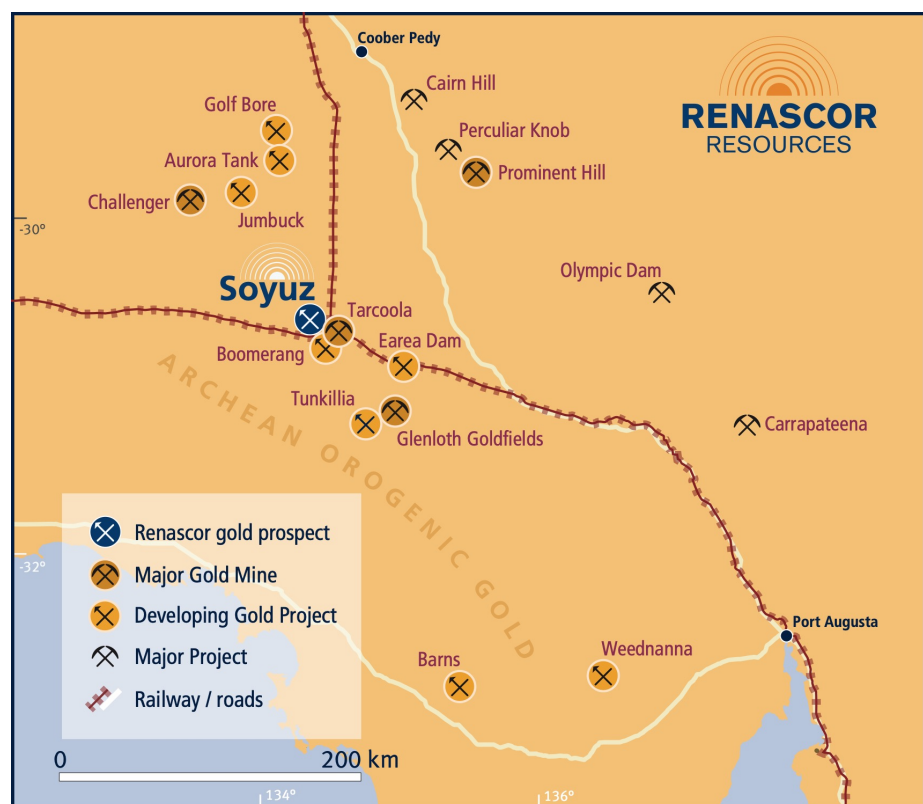 Coober Pedy
Cairn Hill
RENASCOR
RESOURCES
Golf Bore
Perculiar Knob
Aurora Tank
Prominent Hill
Challenger
Jumbuck
-30°
Olympic Dam
Soyuz
Tarcoola
Boomerang
Earea Dam
Tunkillia
Glenloth Goldfields
Carrapateena
ARCHEAN OROGENIC GOLD
Renascor gold prospect
Major Gold Mine
Developing Gold Project
Major Project
Railway / roads
-32°
Port Augusta
Barns
Weednanna
0 200 km
134° 136°